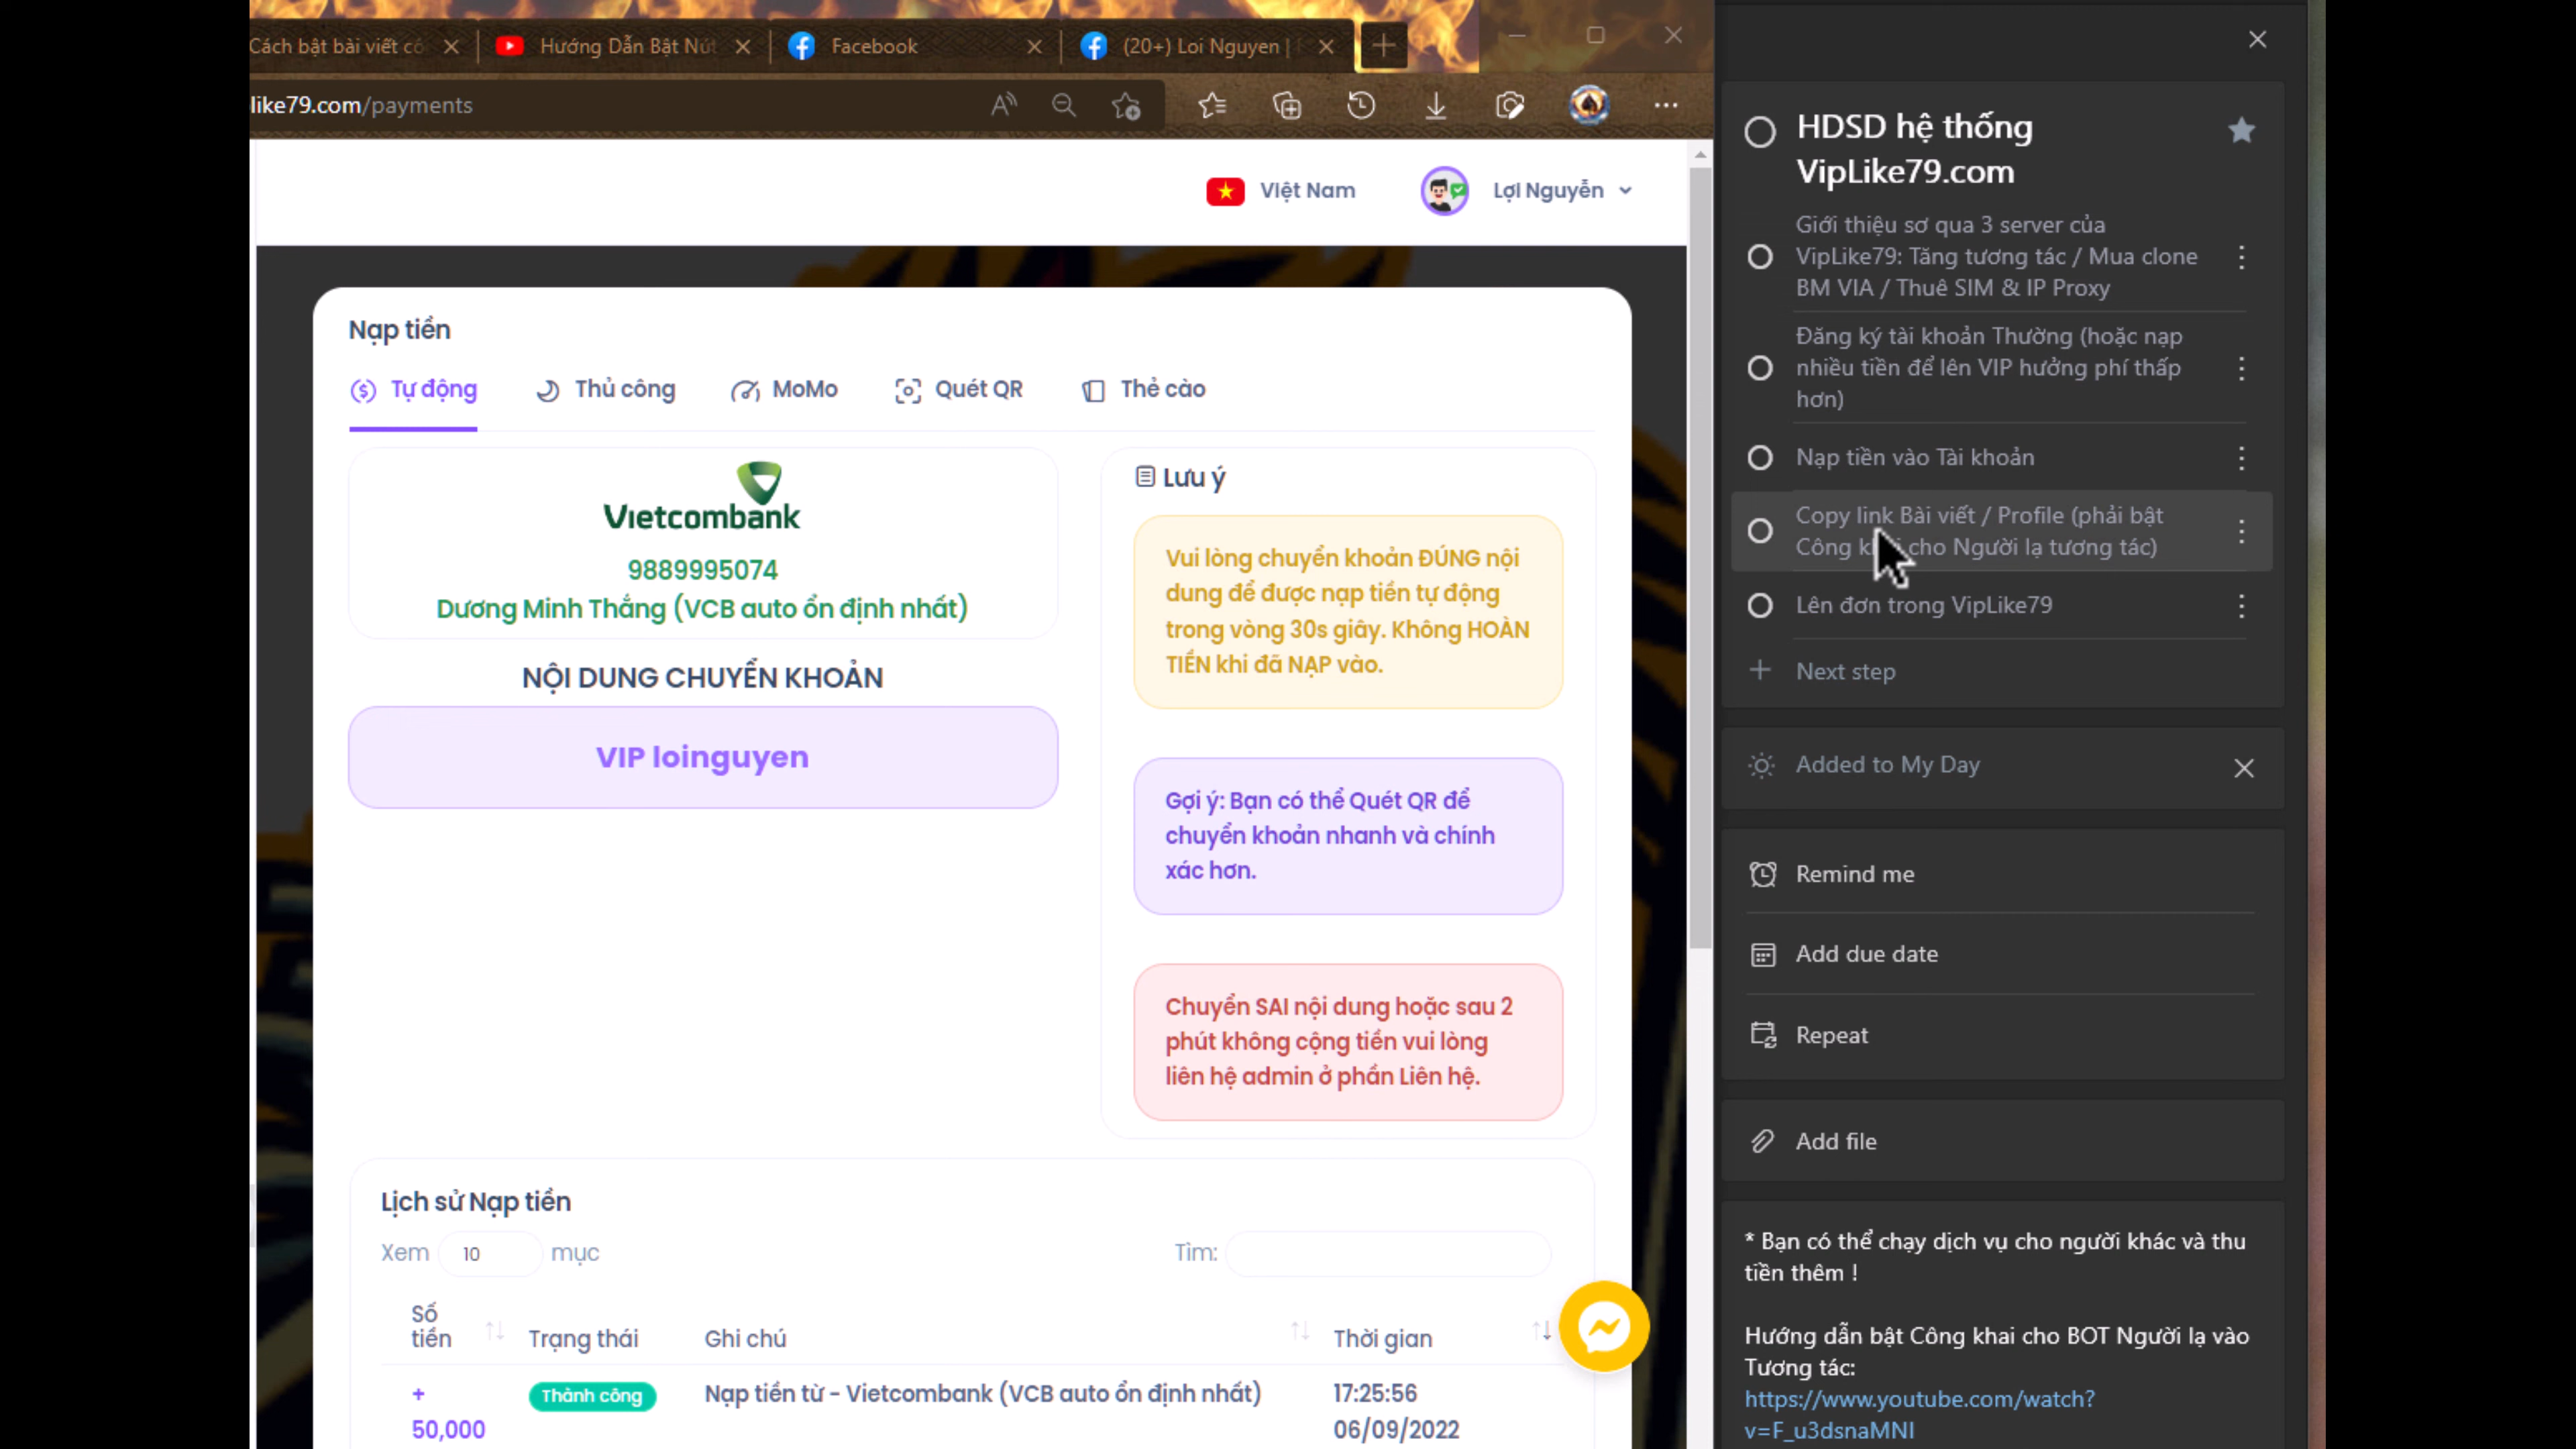 Cách bật bài viết cô
Hướng Dẫn Bật Nút
Facebook
(20+) Loi Nguyen |
like79.com/payments
Việt Nam
Lợi Nguyễn
Nạp tiền
Tự động
Thủ công
MoMo
Quét QR
Thẻ cào
Vietcombank
9889995074
Dương Minh Thắng (VCB auto ổn định nhất)
NỘI DUNG CHUYỂN KHOẢN
VIP loinguyen
Lưu ý
Vui lòng chuyển khoản ĐÚNG nội
dung để được nạp tiền tự động
trong vòng 30s giây. Không HOÀN
TIỀN khi đã NẠP vào.
Gợi ý: Bạn có thể Quét QR để
chuyển khoản nhanh và chính
xác hơn.
Chuyển SAI nội dung hoặc sau 2
phút không cộng tiền vui lòng
liên hệ admin ở phần Liên hệ.
Lịch sử Nạp tiền
Xem 10 mục
Tìm:
Số
tiền
Trạng thái
Ghi chú
Thời gian
+
50,000
Thành công
Nạp tiền từ - Vietcombank (VCB auto ổn định nhất)
17:25:56
06/09/2022
HDSD hệ thống
VipLike79.com
Giới thiệu sơ qua 3 server của
VipLike79: Tăng tương tác / Mua clone
BM VIA / Thuê SIM & IP Proxy
Đăng ký tài khoản Thường (hoặc nạp
nhiều tiền để lên VIP hưởng phí thấp
hơn)
Nạp tiền vào Tài khoản
Copy link Bài viết / Profile (phải bật
Công khai cho Người lạ tương tác)
Lên đơn trong VipLike79
Next step
Added to My Day
Remind me
Add due date
Repeat
Add file
* Bạn có thể chạy dịch vụ cho người khác và thu
tiền thêm !
Hướng dẫn bật Công khai cho BOT Người lạ vào
Tương tác:
https://www.youtube.com/watch?
v=F_u3dsnaMNI